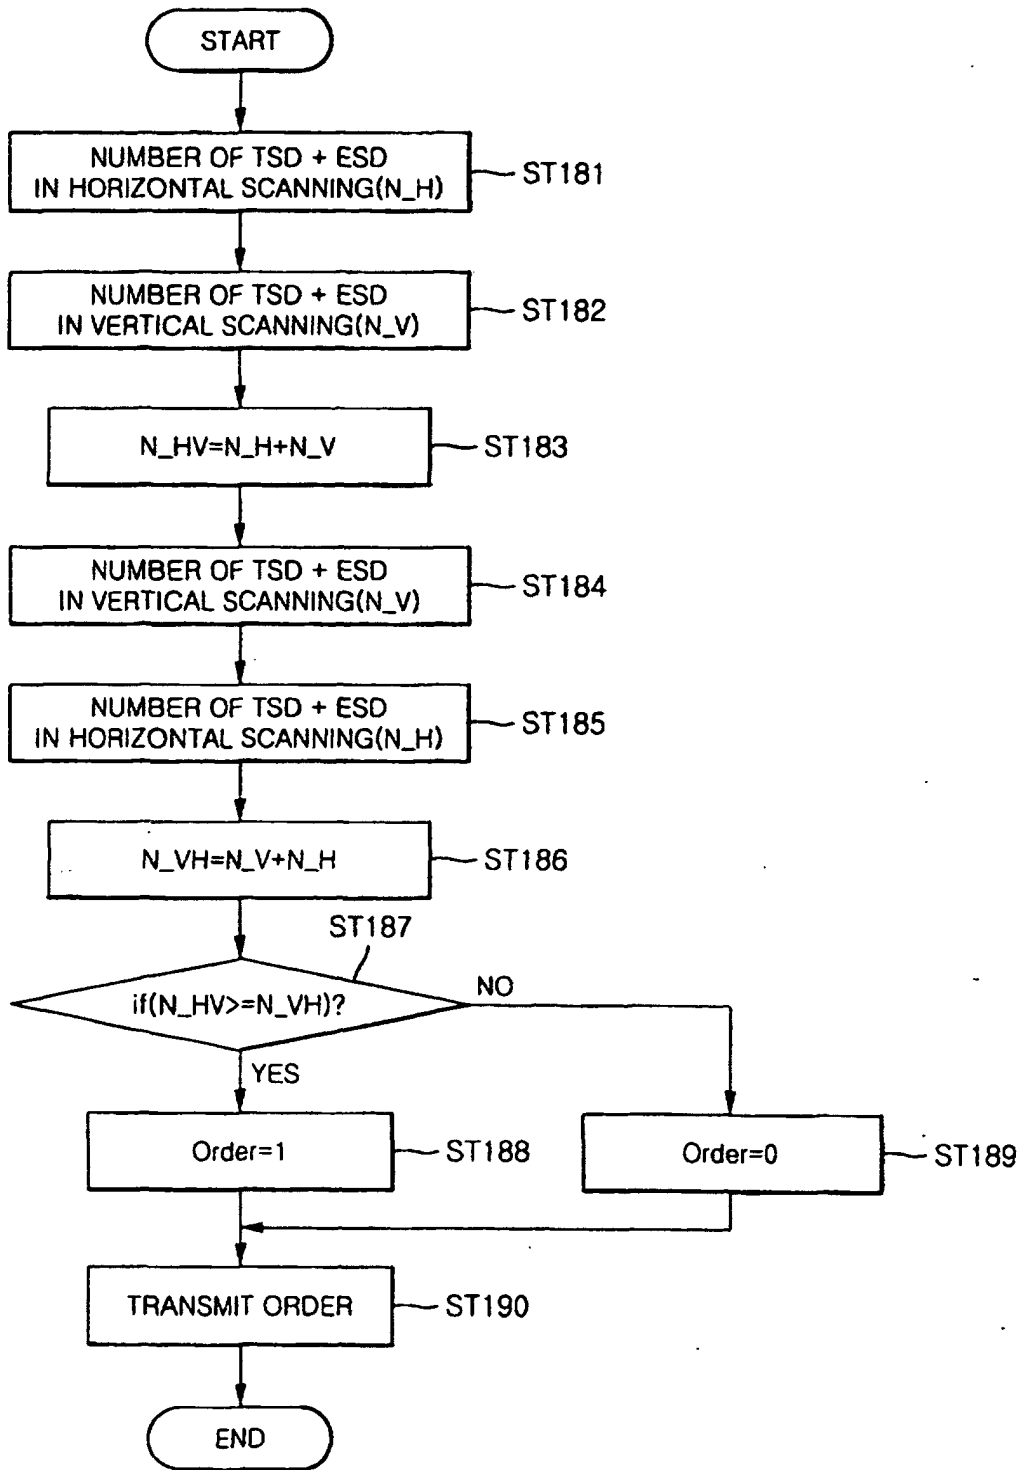 START
NUMBER OF TSD + ESD
IN HORIZONTAL SCANNING(N_H)
ST181
NUMBER OF TSD + ESD
IN VERTICAL SCANNING(N_V)
ST182
N_HV=N_H+N_V
ST183
NUMBER OF TSD + ESD
IN VERTICAL SCANNING(N_V)
ST184
NUMBER OF TSD + ESD
IN HORIZONTAL SCANNING(N_H)
ST185
N_VH=N_V+N_H
ST186
ST187
if(N_HV>=N_VH)?
NO
YES
Order=1
ST188
Order=0
ST189
TRANSMIT ORDER
ST190
END